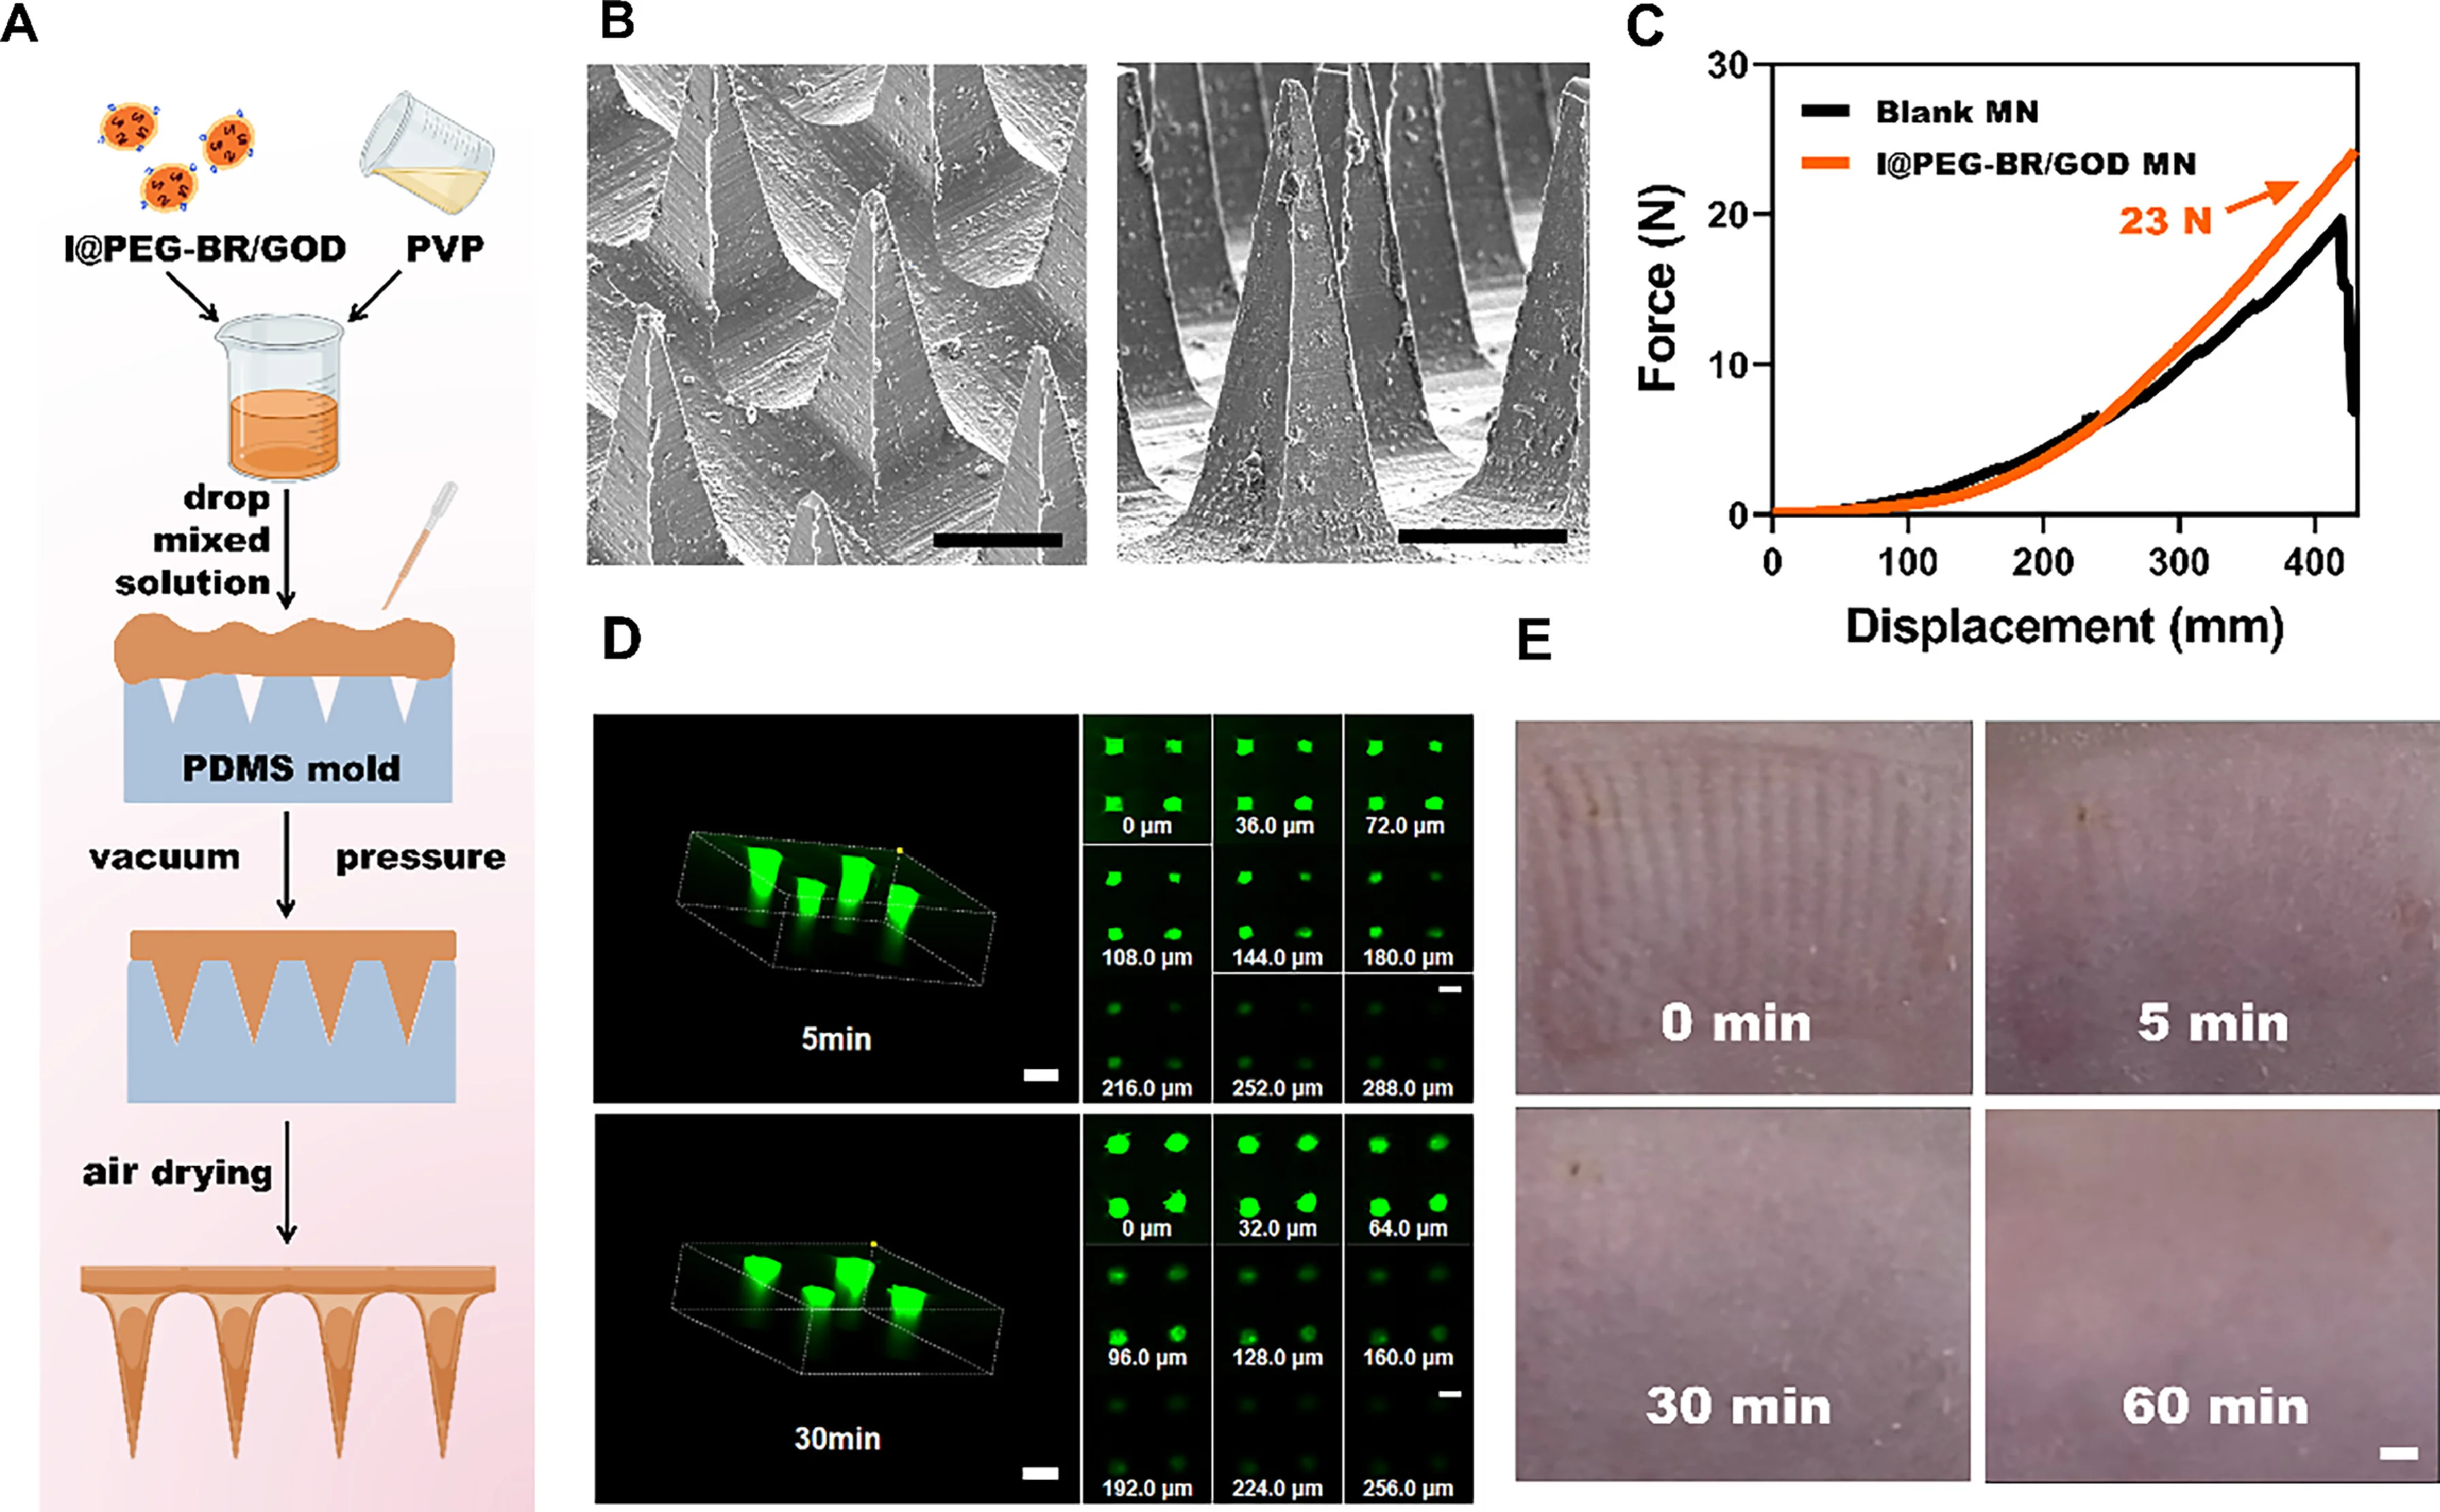 A
I@PEG-BR/GOD
PVP
drop
mixed
solution
PDMS mold
vacuum
pressure
air drying
B
C
30
20
10
0
Force (N)
Blank MN
I@PEG-BR/GOD MN
23 N
0
100
200
300
400
Displacement (mm)
D
5min
0 µm
36.0 µm
72.0 µm
108.0 µm
144.0 µm
180.0 µm
216.0 µm
252.0 µm
288.0 µm
30min
0 µm
32.0 µm
64.0 µm
96.0 µm
128.0 µm
160.0 µm
192.0 µm
224.0 µm
256.0 µm
E
0 min
5 min
30 min
60 min